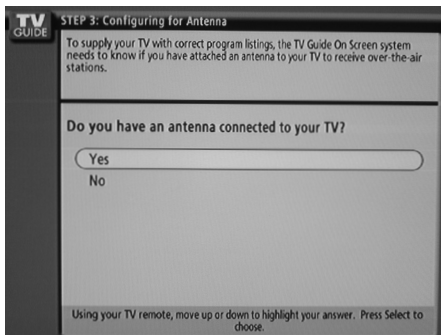 TV
GUIDE
STEP 3: Configuring for Antenna
To supply your TV with correct program listings, the TV Guide On Screen system
needs to know if you have attached an antenna to your TV to receive over-the-air
stations.
Do you have an antenna connected to your TV?
Yes
No
Using your TV remote, move up or down to highlight your answer. Press Select to
choose.